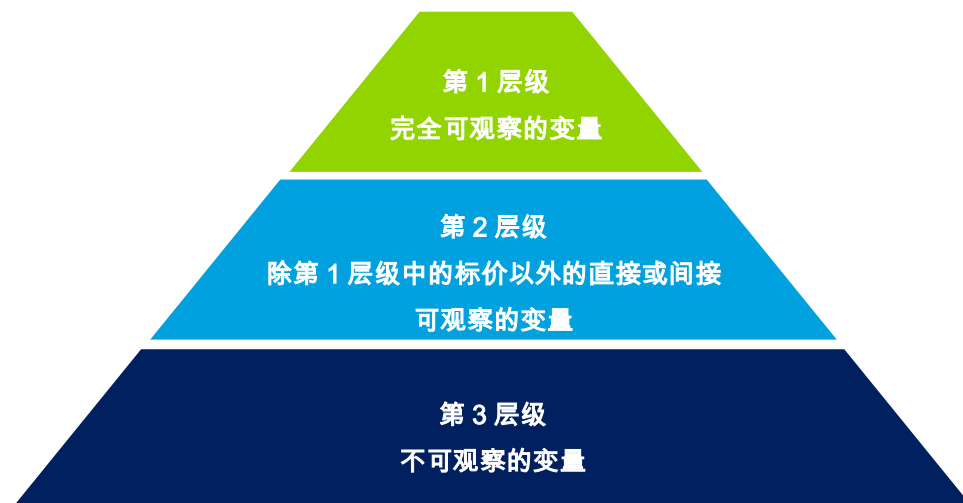 第 1 层级
完全可观察的变量
第 2 层级
除第 1 层级中的标价以外的直接或间接
可观察的变量
第 3 层级
不可观察的变量